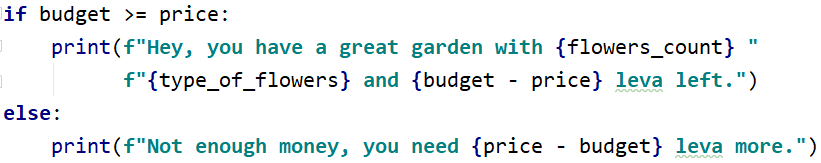 if budget >= price:
    print(f"Hey, you have a great garden with {flowers_count} "
          f"{type_of_flowers} and {budget - price} leva left.")
else:
    print(f"Not enough money, you need {price - budget} leva more.")